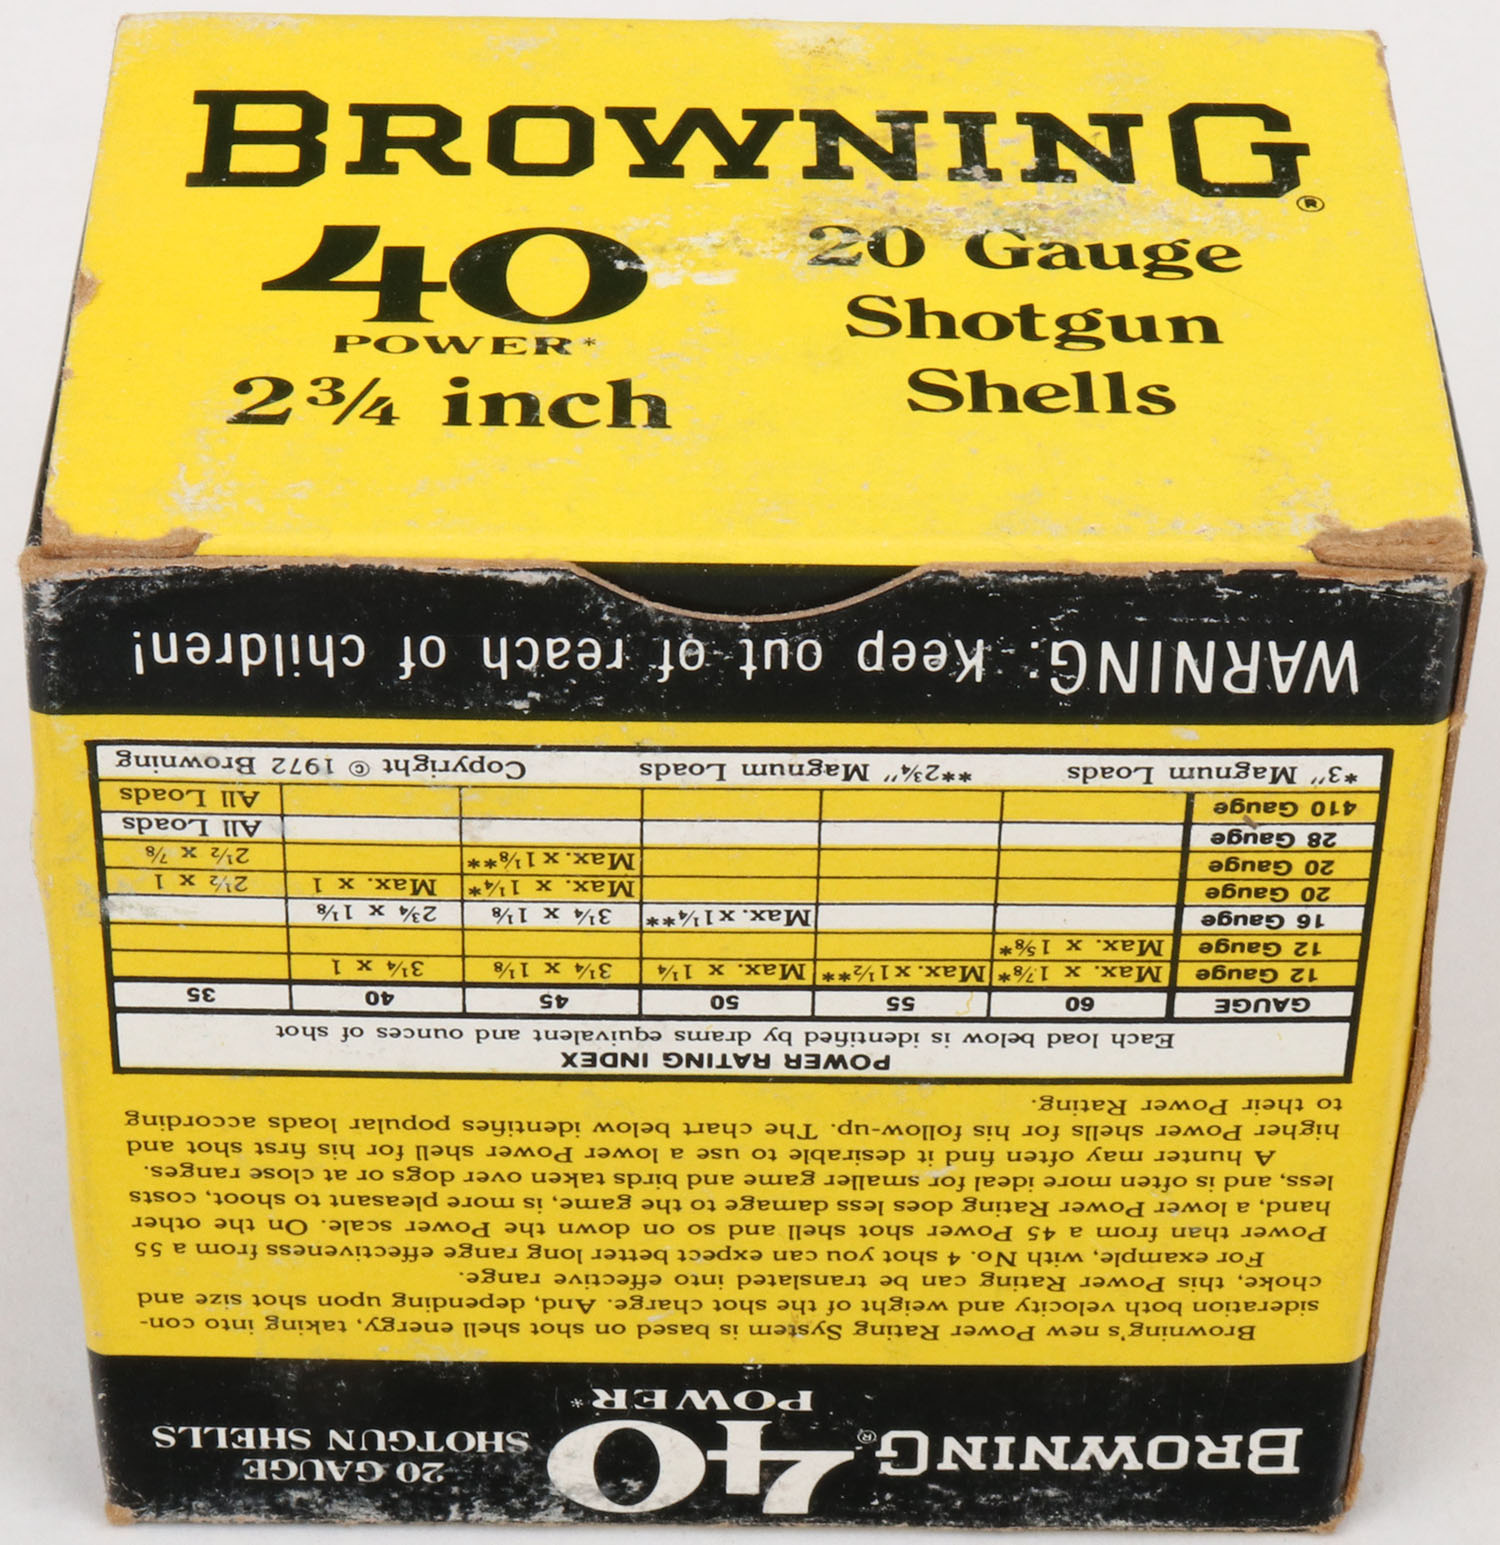 BROWNING®
40
POWER*
2¾ inch
20 Gauge
Shotgun
Shells
BROWNING®
40
POWER*
20 GAUGE
SHOTGUN SHELLS
Browning's new Power Rating System is based on shot shell energy, taking into con-
sideration both velocity and weight of the shot charge. And, depending upon shot size and
choke, this Power Rating can be translated into effective range.
For example, with No. 4 shot you can expect better long range effectiveness from a 55
Power than from a 45 Power shot shell and so on down the Power scale. On the other
hand, a lower Power Rating does less damage to the game, is more pleasant to shoot, costs
less, and is often more ideal for smaller game and birds taken over dogs or at close ranges.
A hunter may often find it desirable to use a lower Power shell for his first shot and
higher Power shells for his follow-up. The chart below identifies popular loads according
to their Power Rating.
POWER RATING INDEX
Each load below is identified by drams equivalent and ounces of shot
GAUGE 60 55 50 45 40 35
12 Gauge Max. x 1⅞* Max. x 1½** Max. x 1¼ 3¼ x 1⅛ 3¼ x 1
12 Gauge Max. x 1⅝*
16 Gauge Max. x 1¼** 3¼ x 1⅛ 2¾ x 1⅛
20 Gauge Max. x 1¼* Max. x 1 2½ x 1
20 Gauge Max. x 1⅛** 2½ x ⅞
28 Gauge All Loads
410 Gauge All Loads
*3" Magnum Loads **2¾" Magnum Loads Copyright © 1972 Browning
WARNING: Keep out of reach of children!